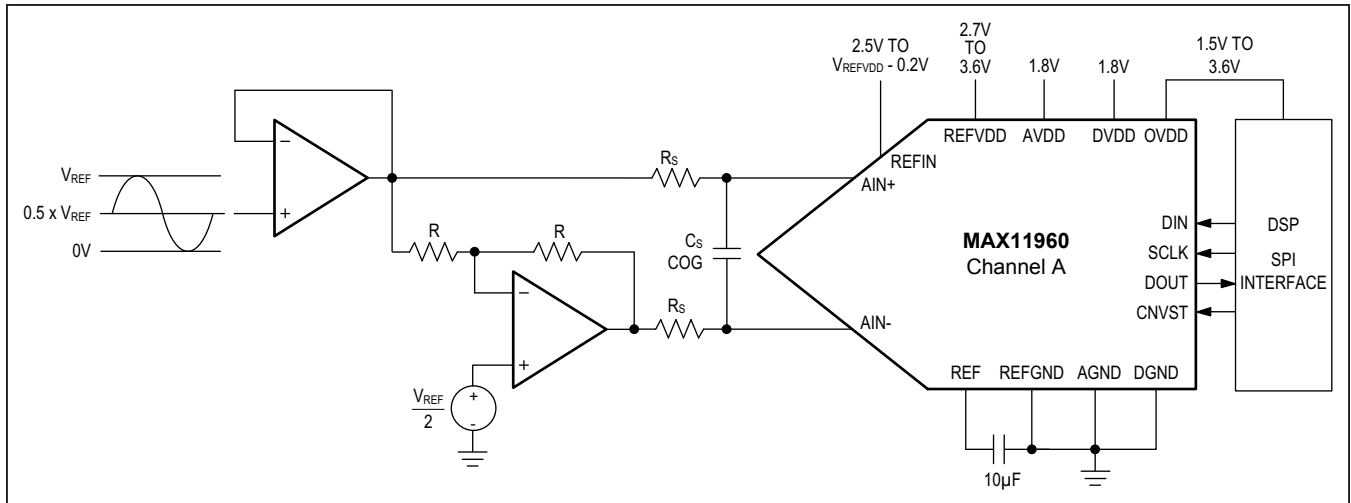 2.5V TO
VREFVDD - 0.2V
2.7V
TO
3.6V
1.8V
1.8V
1.5V TO
3.6V
REFVDD
AVDD
DVDD
OVDD
REFIN
VREF
0.5 x VREF
0V
−
+
RS
AIN+
R
R
CS
COG
MAX11960
Channel A
DIN
SCLK
DOUT
CNVST
DSP
SPI
INTERFACE
−
+
RS
AIN-
VREF
2
+
-
REF
REFGND
AGND
DGND
10µF